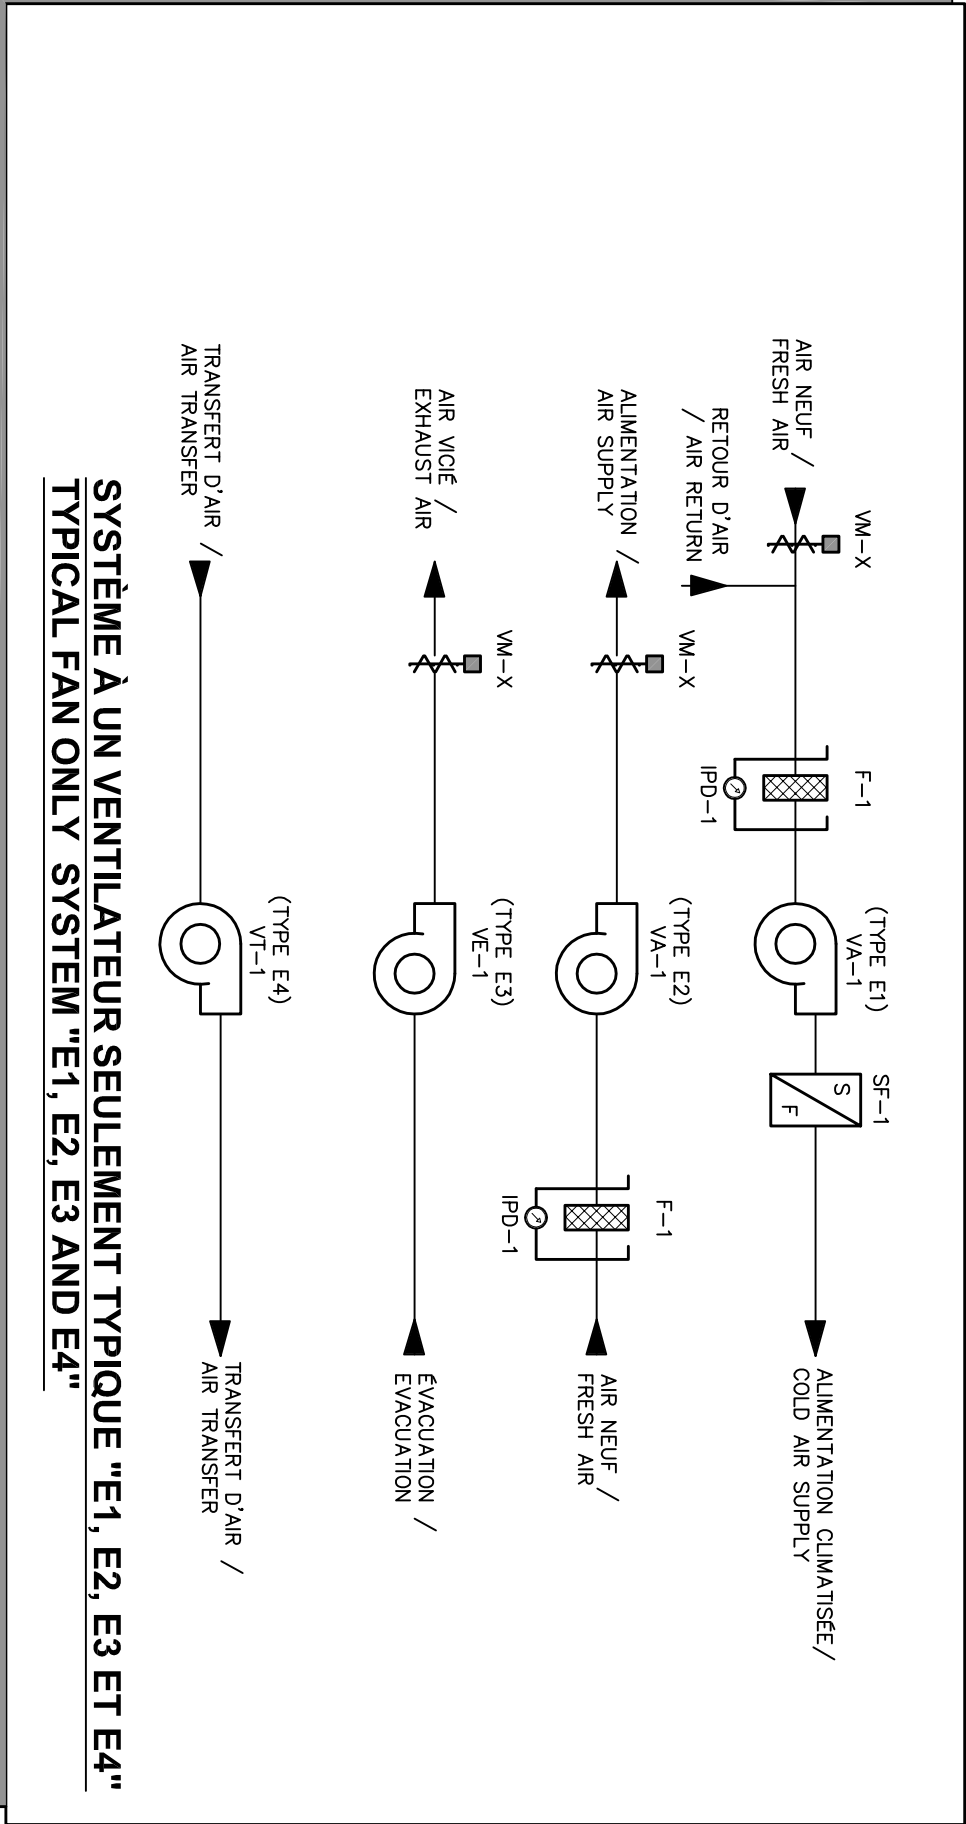 AIR NEUF /
FRESH AIR
VM-X
RETOUR D'AIR
/ AIR RETURN
F-1
IPD-1
(TYPE E1)
VA-1
SF-1
S
F
ALIMENTATION CLIMATISÉE/
COLD AIR SUPPLY
ALIMENTATION /
AIR SUPPLY
VM-X
(TYPE E2)
VA-1
F-1
IPD-1
AIR NEUF /
FRESH AIR
AIR VICIÉ /
EXHAUST AIR
VM-X
(TYPE E3)
VE-1
ÉVACUATION /
EVACUATION
TRANSFERT D'AIR /
AIR TRANSFER
(TYPE E4)
VT-1
TRANSFERT D'AIR /
AIR TRANSFER
SYSTÈME À UN VENTILATEUR SEULEMENT TYPIQUE "E1, E2, E3 ET E4"
TYPICAL FAN ONLY SYSTEM "E1, E2, E3 AND E4"